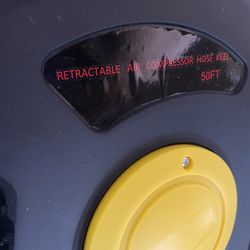 RETRACTABLE AIR COMPRESSOR HOSE REEL
50FT